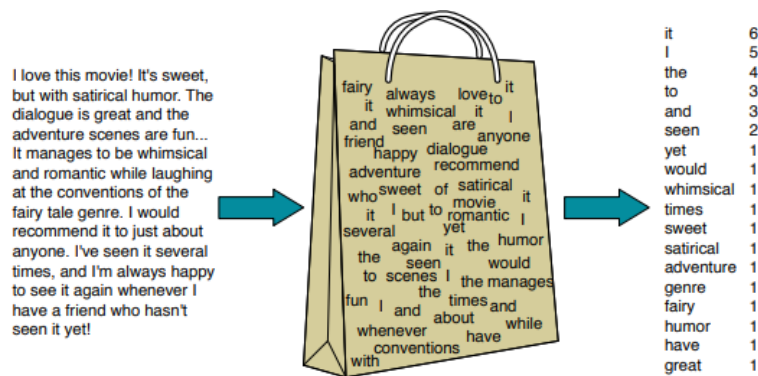 I love this movie! It's sweet,
but with satirical humor. The
dialogue is great and the
adventure scenes are fun...
It manages to be whimsical
and romantic while laughing
at the conventions of the
fairy tale genre. I would
recommend it to just about
anyone. I've seen it several
times, and I'm always happy
to see it again whenever I
have a friend who hasn't
seen it yet!
fairy always love to it
it whimsical it I
and seen are anyone
friend
happy dialogue
adventure recommend
who sweet of satirical
movie it
it I but to romantic I
several yet
again it the humor
the seen would
to scenes I the manages
the
fun I and times and
about while
whenever have
conventions
with
it 6
I 5
the 4
to 3
and 3
seen 2
yet 1
would 1
whimsical 1
times 1
sweet 1
satirical 1
adventure 1
genre 1
fairy 1
humor 1
have 1
great 1